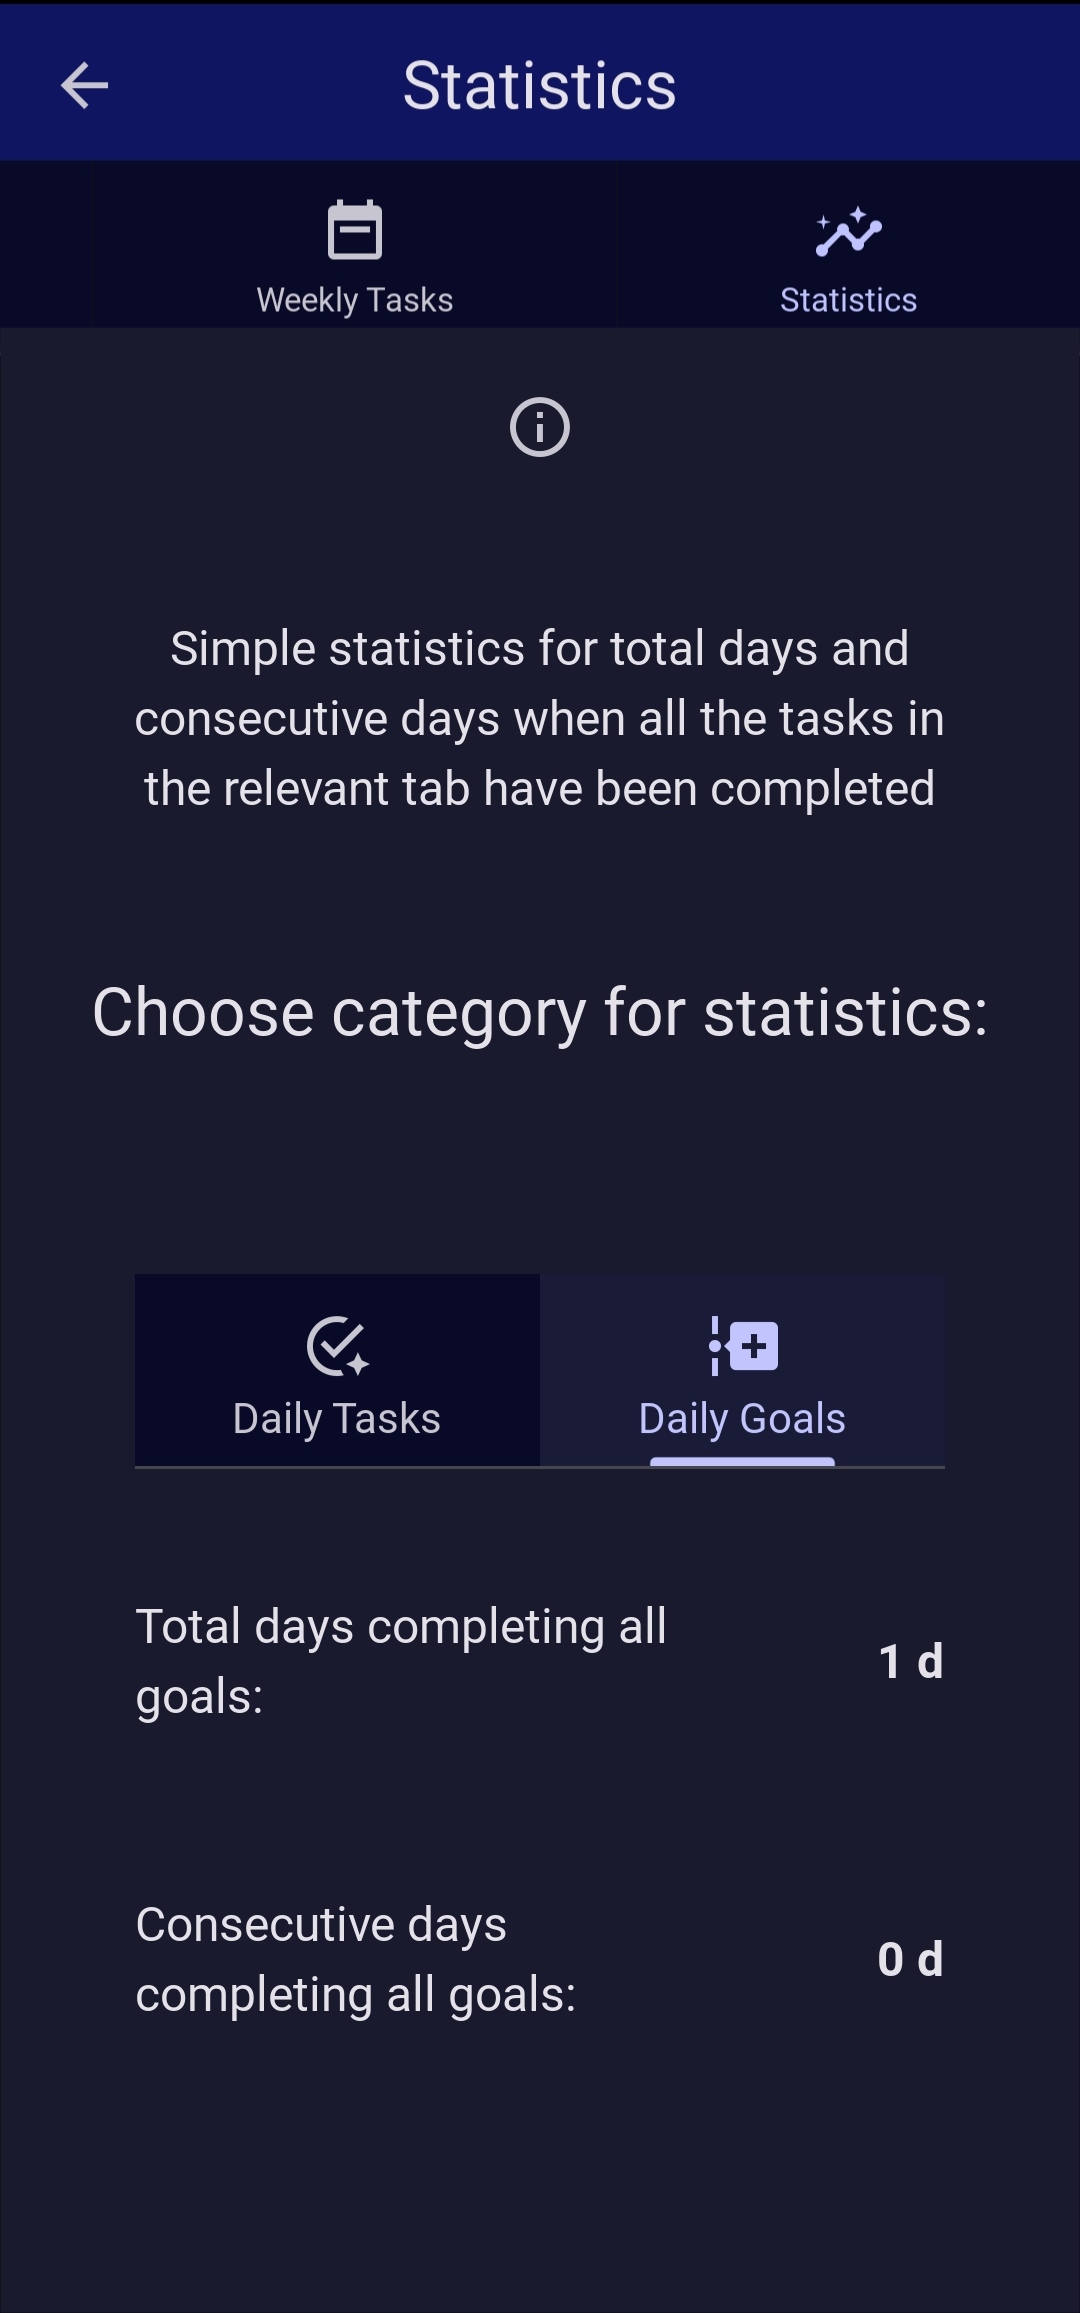 Statistics
Weekly Tasks
Statistics
Simple statistics for total days and
consecutive days when all the tasks in
the relevant tab have been completed
Choose category for statistics:
Daily Tasks
Daily Goals
Total days completing all
goals:
1 d
Consecutive days
completing all goals:
0 d